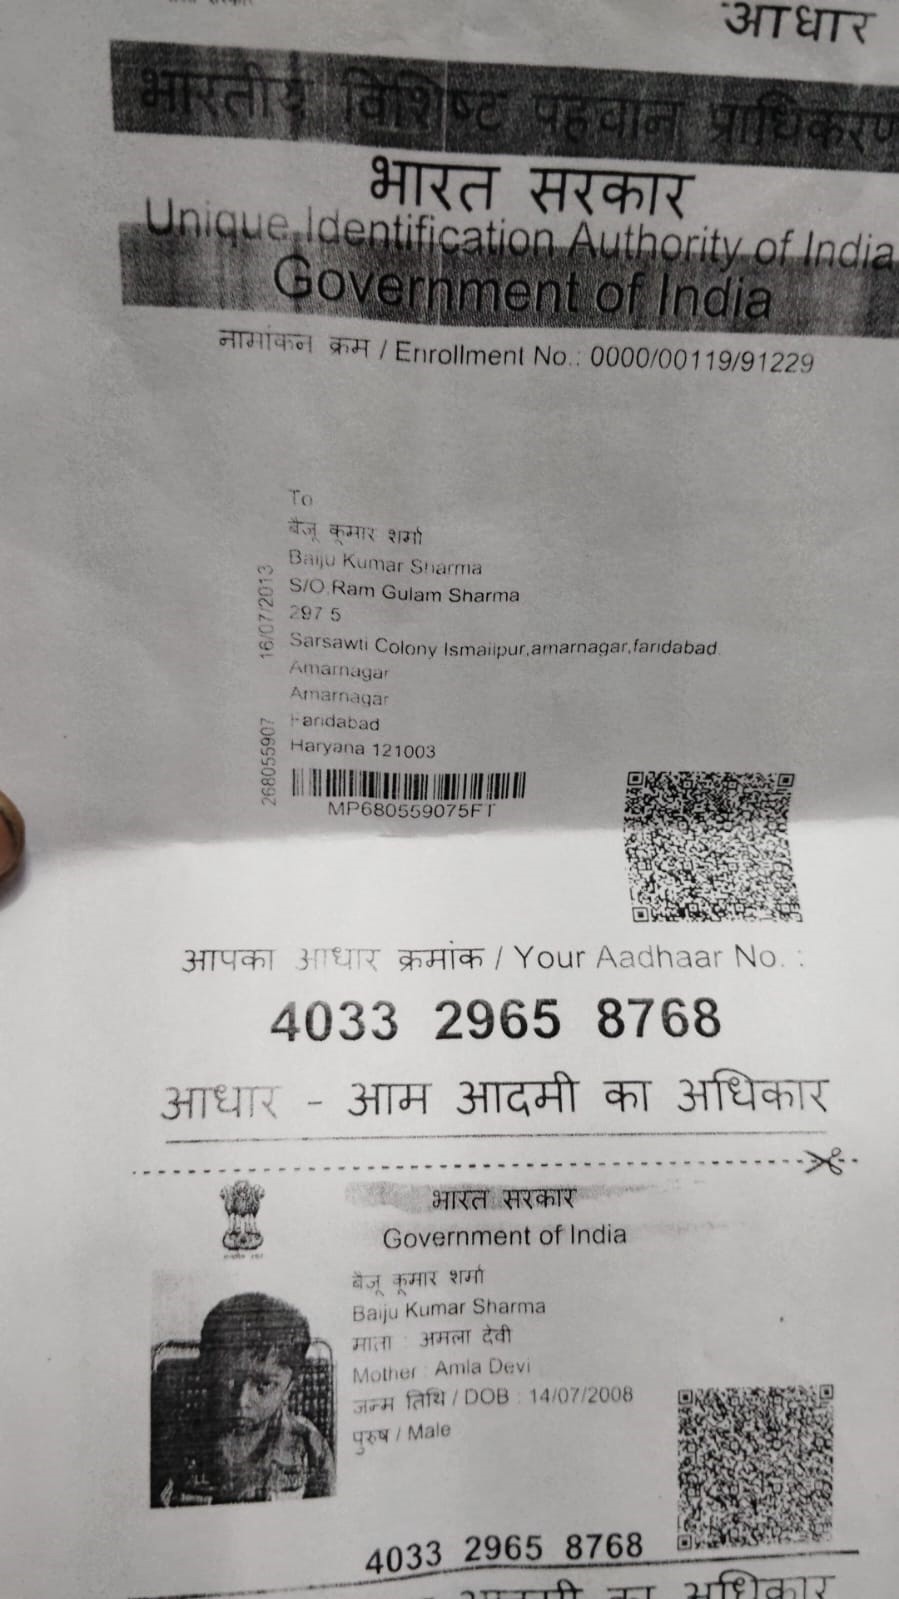 आधार
भारतीय विशिष्ट पहचान प्राधिकरण
भारत सरकार
Unique Identification Authority of India
Government of India
नामांकन क्रम / Enrollment No.: 0000/00119/91229
To
बैजू कुमार शर्मा
Baiju Kumar Sharma
S/O Ram Gulam Sharma
297 5
Sarsawti Colony Ismailpur,amarnagar,faridabad.
Amarnagar
Amarnagar
Faridabad
Haryana 121003
16/07/2013
268055907
MP680559075FT
आपका आधार क्रमांक / Your Aadhaar No. :
4033 2965 8768
आधार - आम आदमी का अधिकार
भारत सरकार
Government of India
बैजू कुमार शर्मा
Baiju Kumar Sharma
माता : अमला देवी
Mother : Amla Devi
जन्म तिथि / DOB : 14/07/2008
पुरुष / Male
4033 2965 8768
आदमी का अधिकार